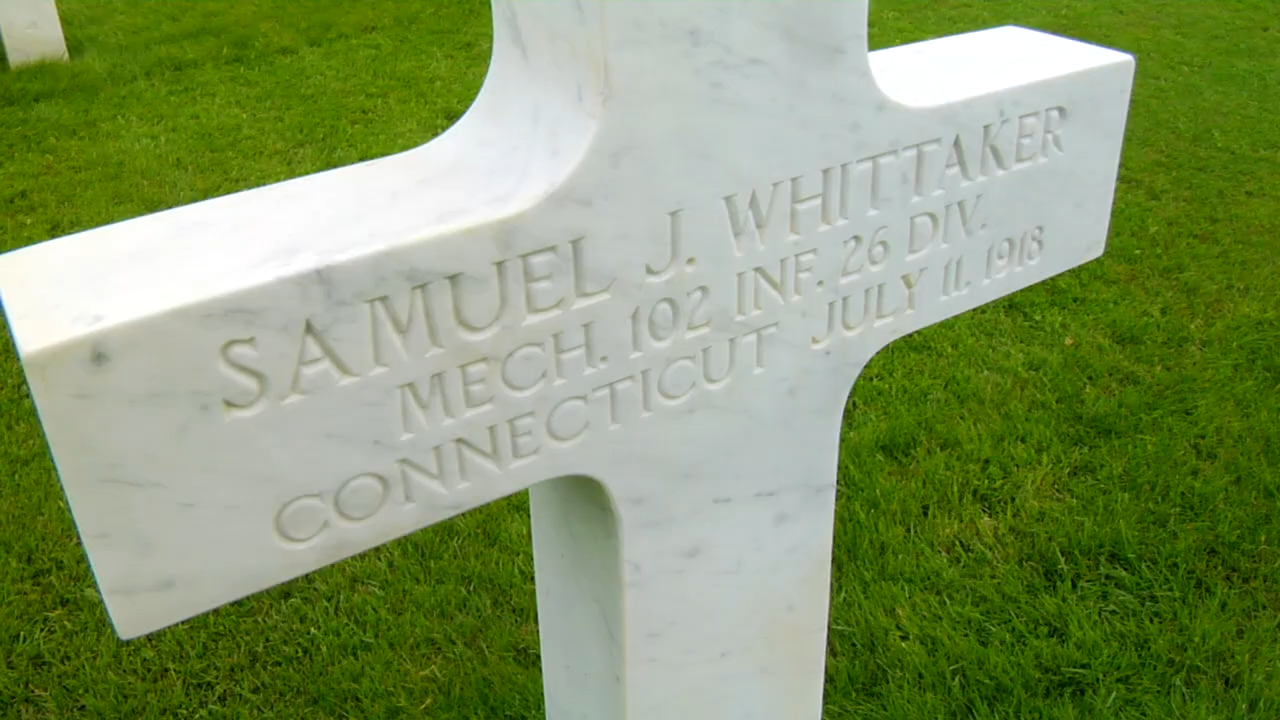 SAMUEL J. WHITTAKER
MECH. 102 INF. 26 DIV.
CONNECTICUT JULY 11, 1918